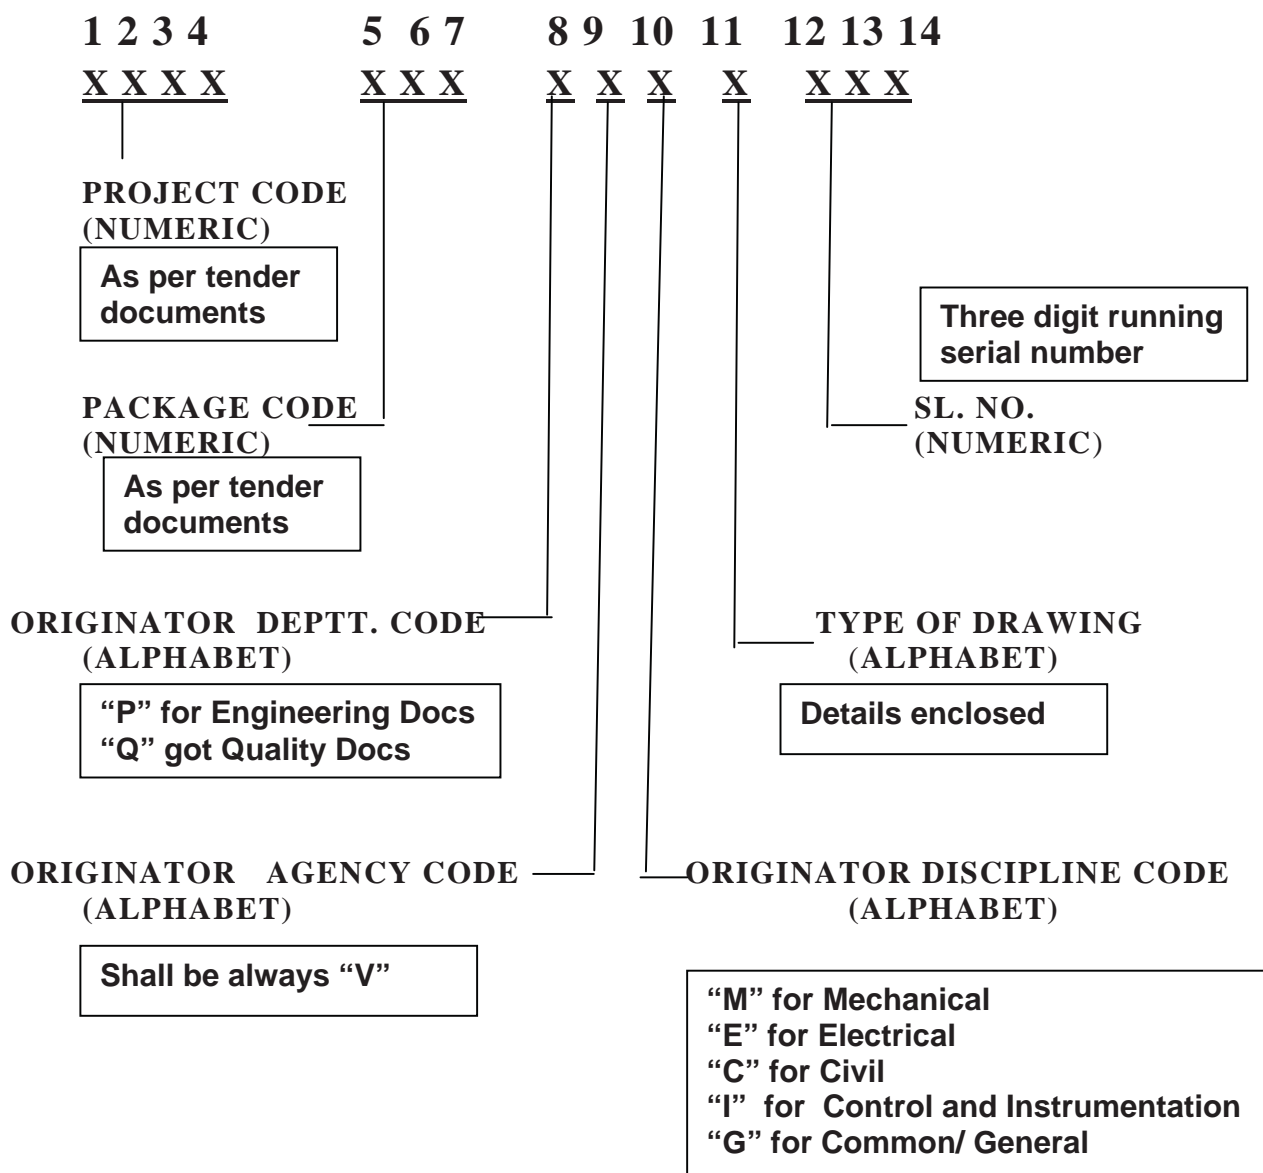 1 2 3 4 5 6 7 8 9 10 11 12 13 14
X X X X X X X X X X X X X X
PROJECT CODE
(NUMERIC)
As per tender
documents
Three digit running
serial number
PACKAGE CODE
(NUMERIC)
As per tender
documents
SL. NO.
(NUMERIC)
ORIGINATOR DEPTT. CODE
(ALPHABET)
“P” for Engineering Docs
“Q” got Quality Docs
TYPE OF DRAWING
(ALPHABET)
Details enclosed
ORIGINATOR AGENCY CODE
(ALPHABET)
Shall be always “V”
ORIGINATOR DISCIPLINE CODE
(ALPHABET)
“M” for Mechanical
“E” for Electrical
“C” for Civil
“I” for Control and Instrumentation
“G” for Common/ General